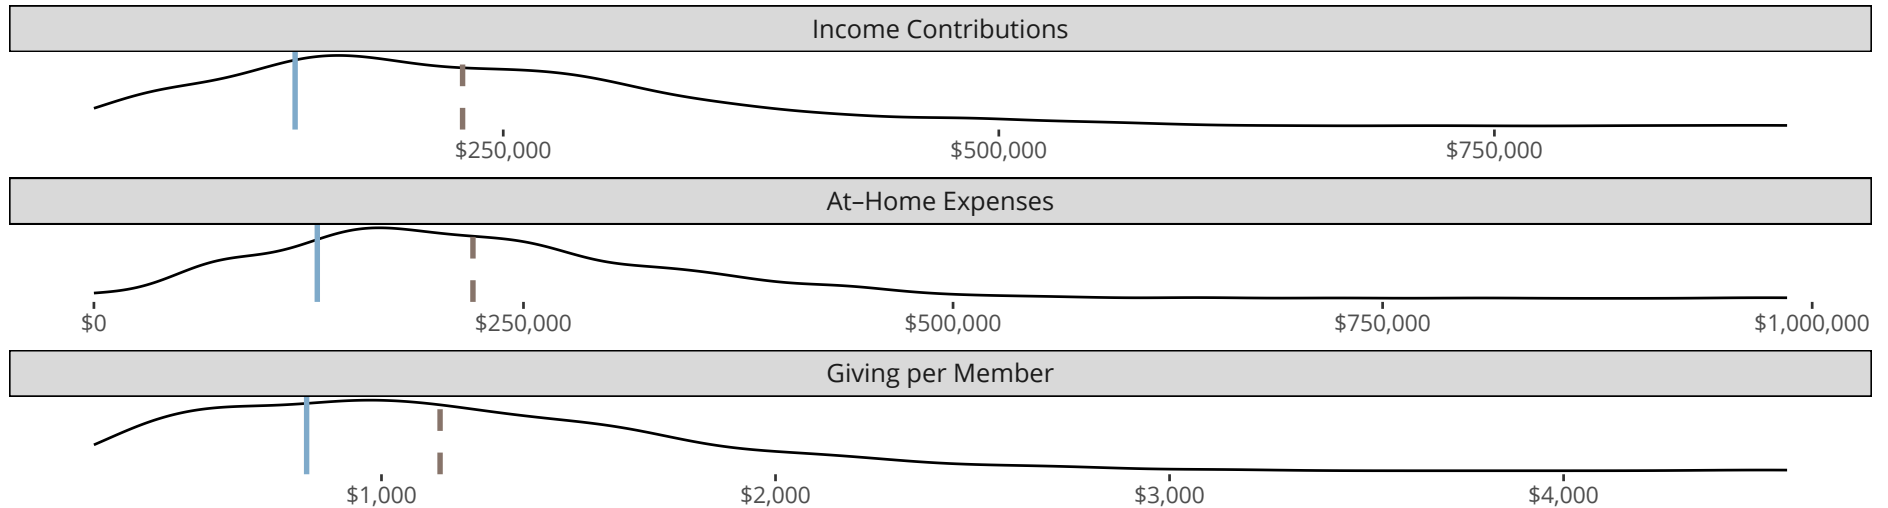 Income Contributions
$250,000 $500,000 $750,000
At–Home Expenses
$0 $250,000 $500,000 $750,000 $1,000,000
Giving per Member
$1,000 $2,000 $3,000 $4,000